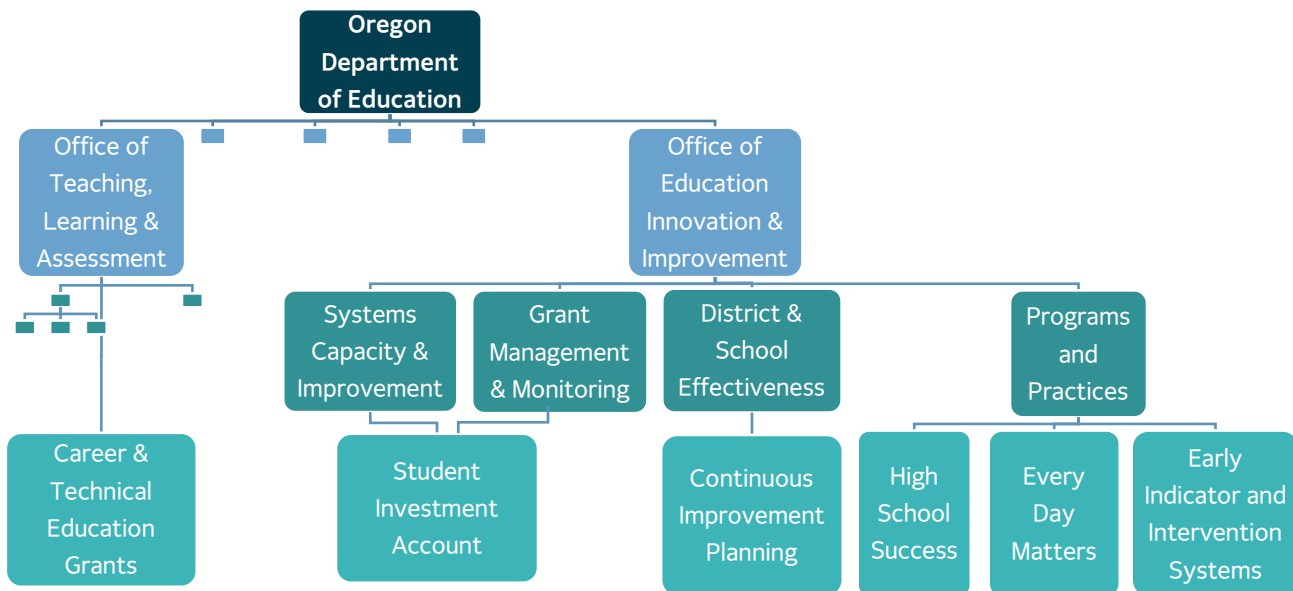 Oregon
Department
of Education
Office of
Teaching,
Learning &
Assessment
Office of
Education
Innovation &
Improvement
Systems
Capacity &
Improvement
Grant
Management
& Monitoring
District &
School
Effectiveness
Programs
and
Practices
Career &
Technical
Education
Grants
Student
Investment
Account
Continuous
Improvement
Planning
High
School
Success
Every
Day
Matters
Early
Indicator and
Intervention
Systems